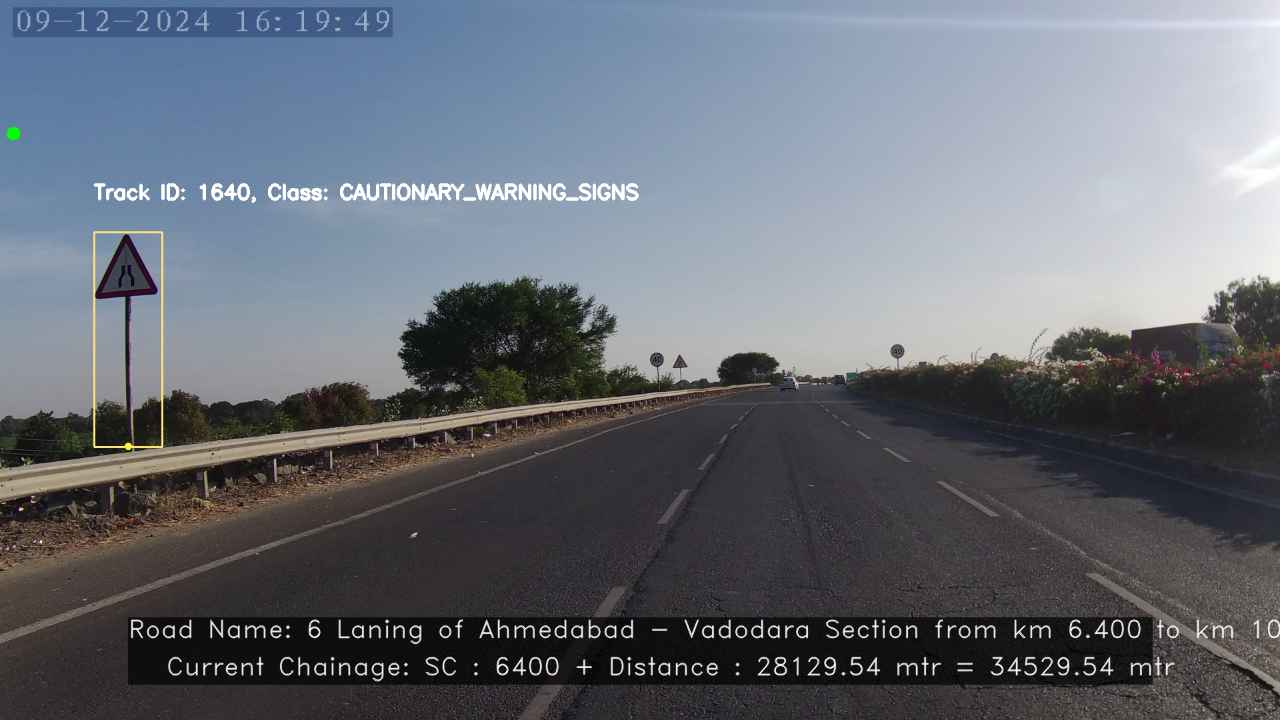 09-12-2024 16:19:49
Track ID: 1640, Class: CAUTIONARY_WARNING_SIGNS
Road Name: 6 Laning of Ahmedabad - Vadodara Section from km 6.400 to km 10
Current Chainage: SC : 6400 + Distance : 28129.54 mtr = 34529.54 mtr